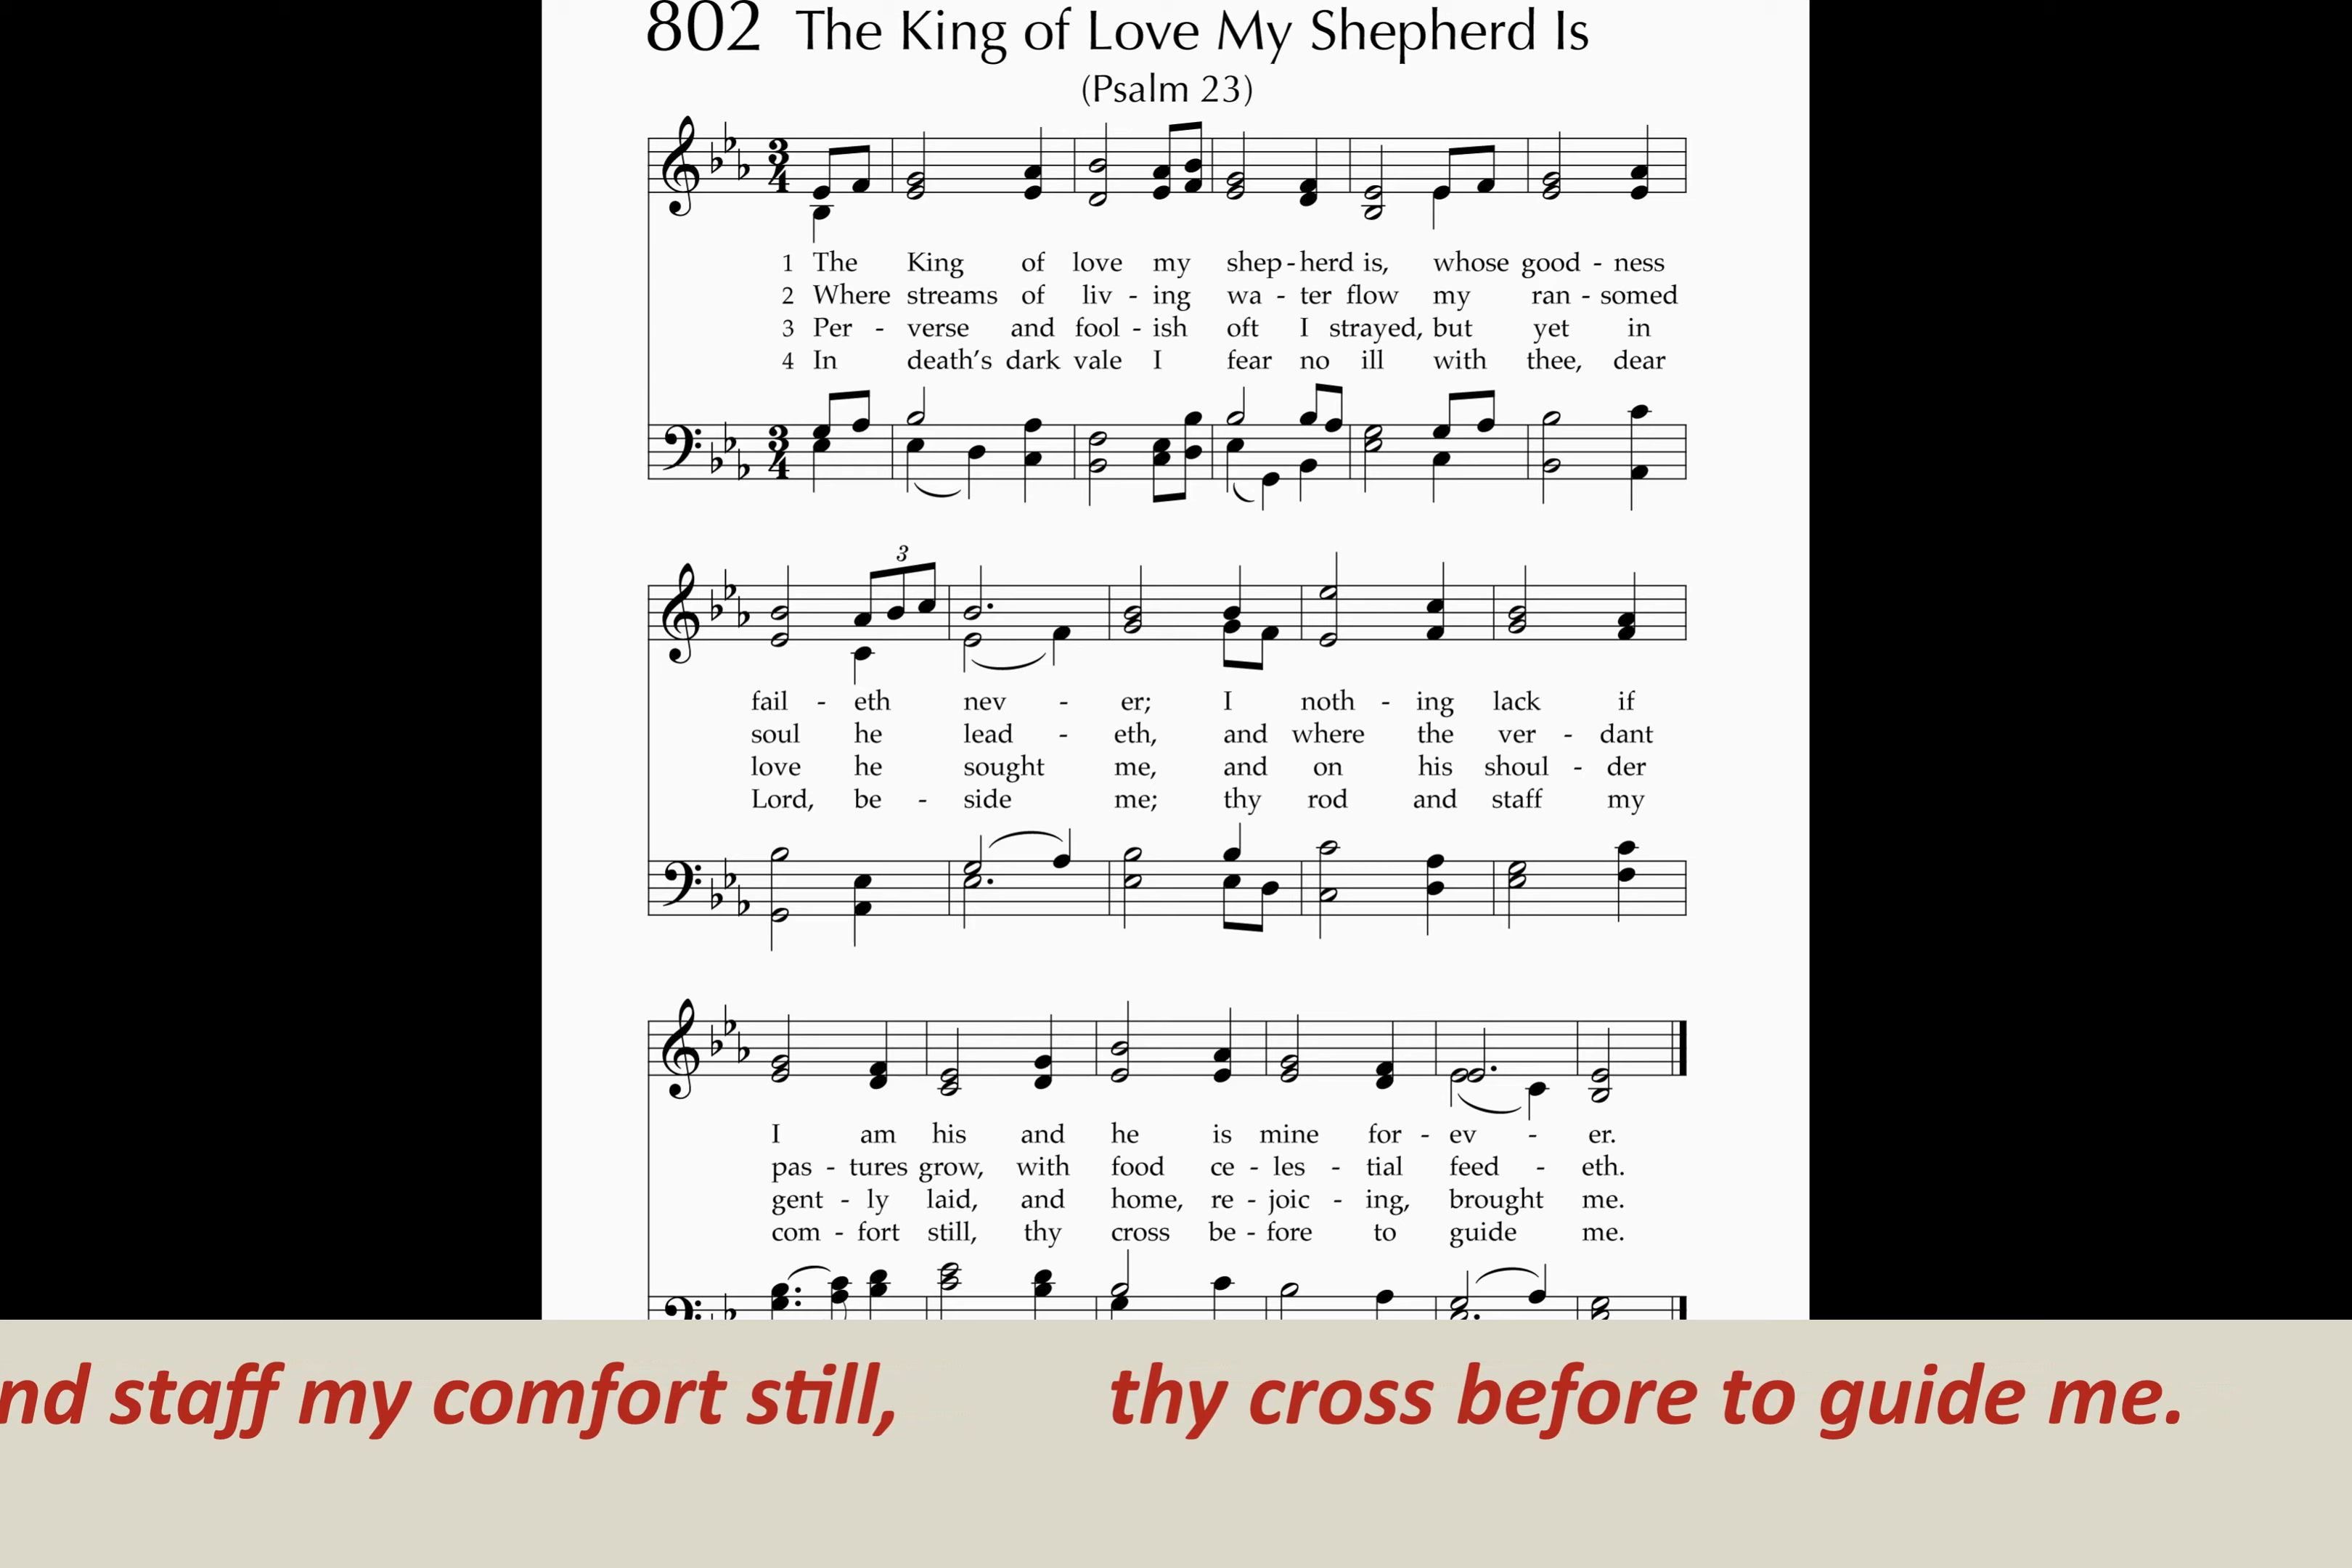 802 The King of Love My Shepherd Is
(Psalm 23)
1 The King of love my shep - herd is, whose good - ness
2 Where streams of liv - ing wa - ter flow my ran - somed
3 Per - verse and fool - ish oft I strayed, but yet in
4 In death's dark vale I fear no ill with thee, dear
3
fail - eth nev - er; I noth - ing lack if
soul he lead - eth, and where the ver - dant
love he sought me, and on his shoul - der
Lord, be - side me; thy rod and staff my
I am his and he is mine for - ev - er.
pas - tures grow, with food ce - les - tial feed - eth.
gent - ly laid, and home, re - joic - ing, brought me.
com - fort still, thy cross be - fore to guide me.
nd staff my comfort still, thy cross before to guide me.